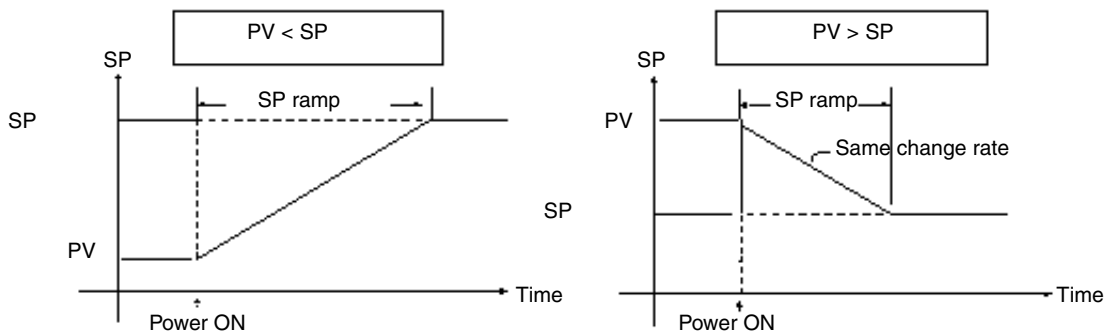 PV < SP
SP
SP ramp
SP
PV
Time
Power ON
PV > SP
SP
SP ramp
PV
Same change rate
SP
Time
Power ON